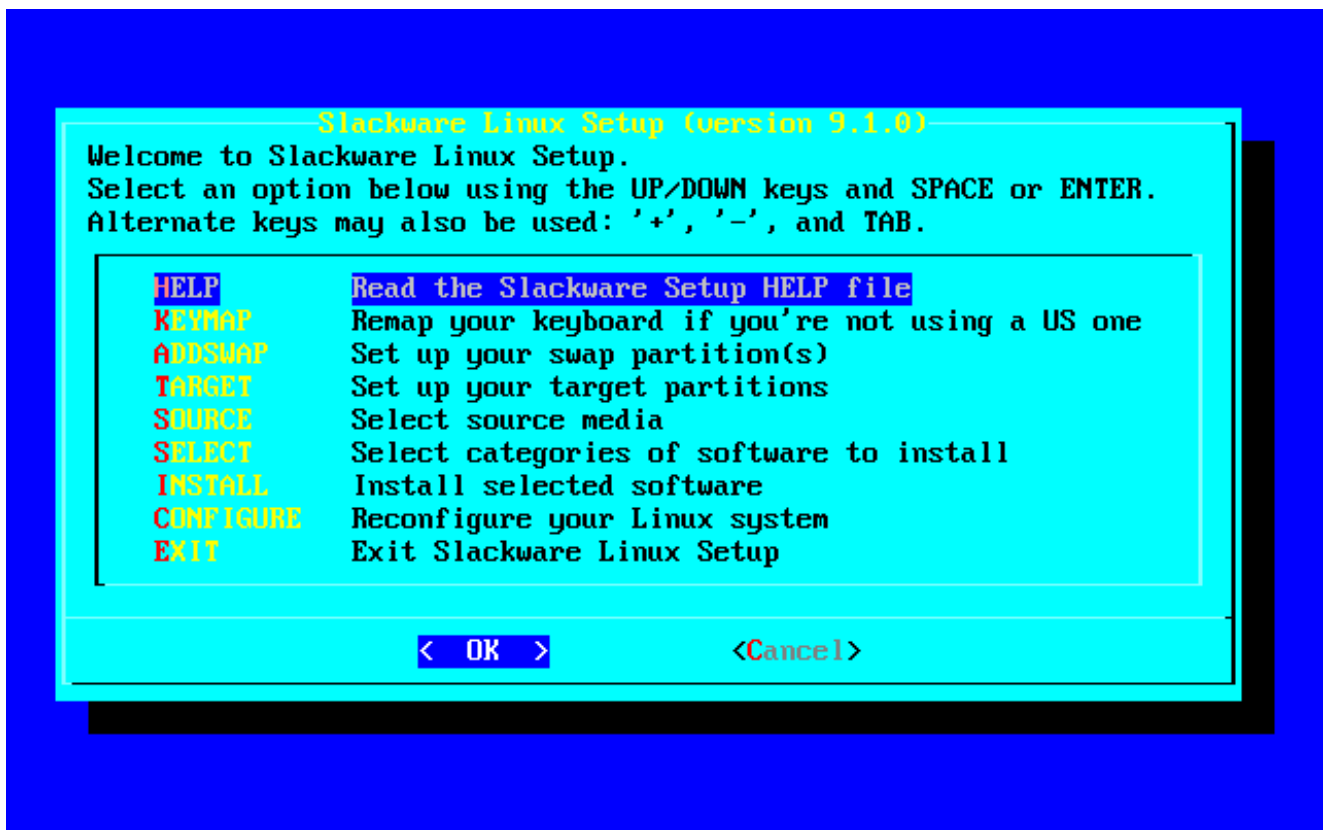 Slackware Linux Setup (version 9.1.0)
Welcome to Slackware Linux Setup.
Select an option below using the UP/DOWN keys and SPACE or ENTER.
Alternate keys may also be used: '+', '-', and TAB.
HELP Read the Slackware Setup HELP file
KEYMAP Remap your keyboard if you're not using a US one
ADDSWAP Set up your swap partition(s)
TARGET Set up your target partitions
SOURCE Select source media
SELECT Select categories of software to install
INSTALL Install selected software
CONFIGURE Reconfigure your Linux system
EXIT Exit Slackware Linux Setup
< OK > <Cancel>